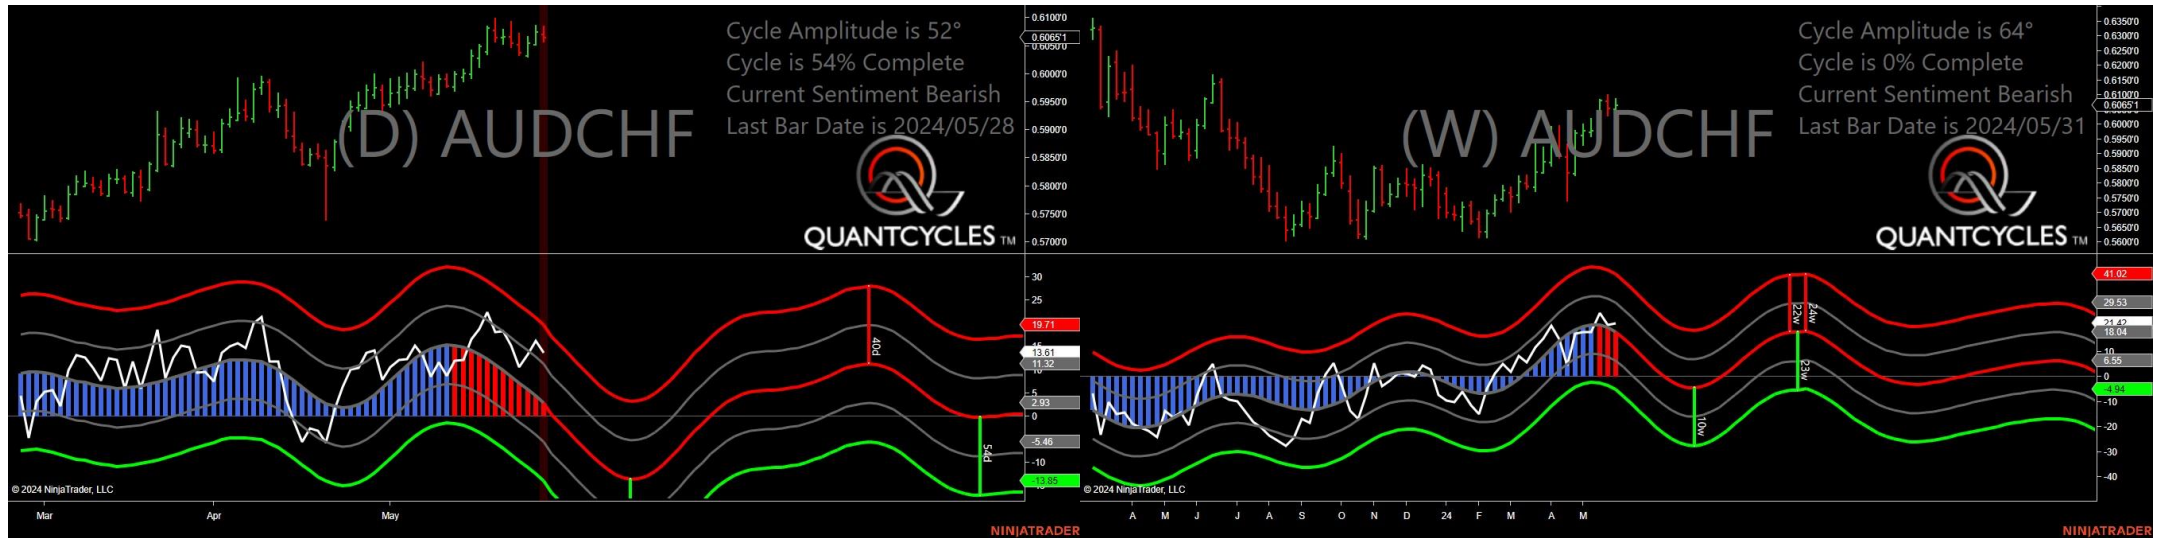 Cycle Amplitude is 52°
Cycle is 54% Complete
Current Sentiment Bearish
Last Bar Date is 2024/05/28
(D) AUDCHF
QUANTCYCLES TM
0.6100'0
0.6065'1
0.6050'0
0.6000'0
0.5950'0
0.5900'0
0.5850'0
0.5800'0
0.5750'0
0.5700'0
30
25
19.71
13.61
11.32
10
5
2.93
0
-5.46
-10
-13.85
40d
54d
© 2024 NinjaTrader, LLC
Mar Apr May
NINJATRADER
Cycle Amplitude is 64°
Cycle is 0% Complete
Current Sentiment Bearish
Last Bar Date is 2024/05/31
(W) AUDCHF
QUANTCYCLES TM
0.6350'0
0.6300'0
0.6250'0
0.6200'0
0.6150'0
0.6100'0
0.6065'1
0.6000'0
0.5950'0
0.5900'0
0.5850'0
0.5800'0
0.5750'0
0.5700'0
0.5650'0
0.5600'0
41.02
29.53
21.42
18.04
10
6.55
0
-4.94
-10
-20
-30
-40
22w
24w
23w
10w
© 2024 NinjaTrader, LLC
A M J J A S O N D 24 F M A M
NINJATRADER